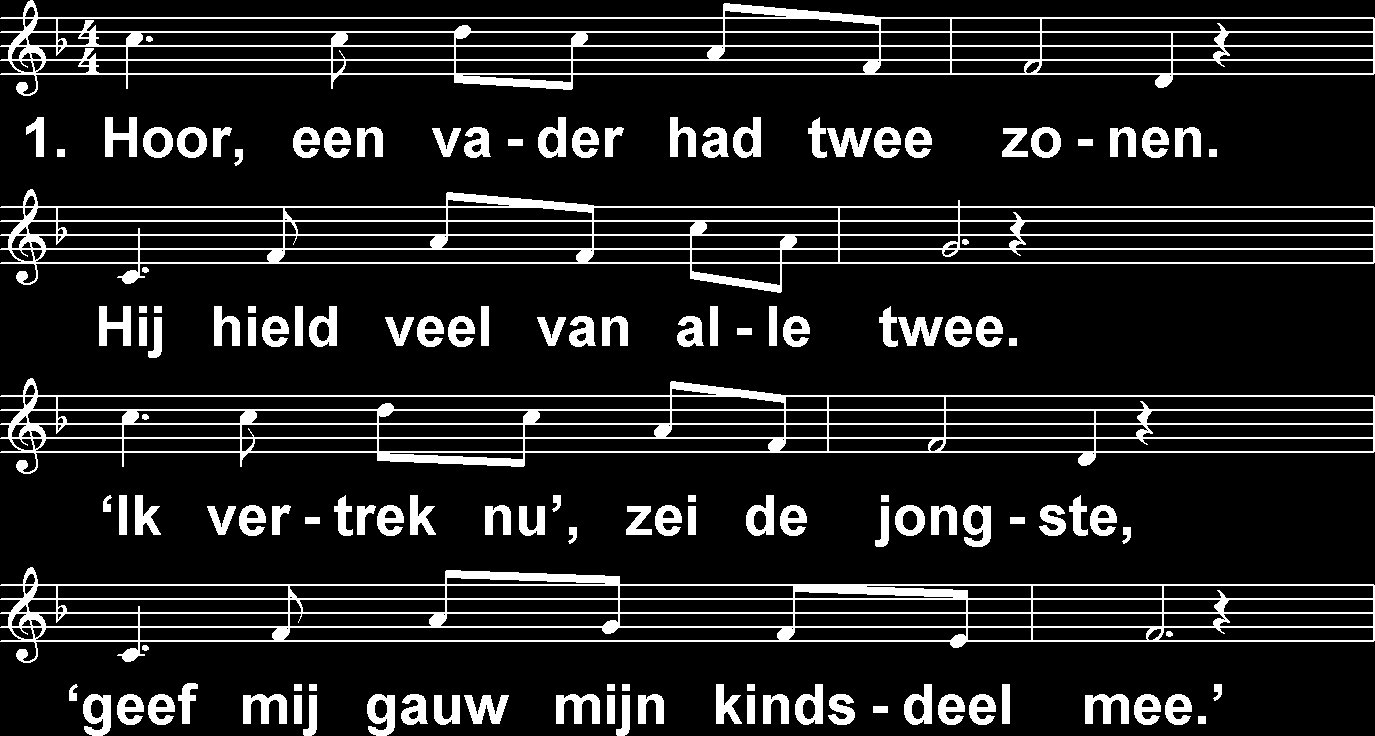 1. Hoor, een va - der had twee zo - nen.
Hij hield veel van al - le twee.
‘Ik ver - trek nu’, zei de jong - ste,
‘geef mij gauw mijn kinds - deel mee.’